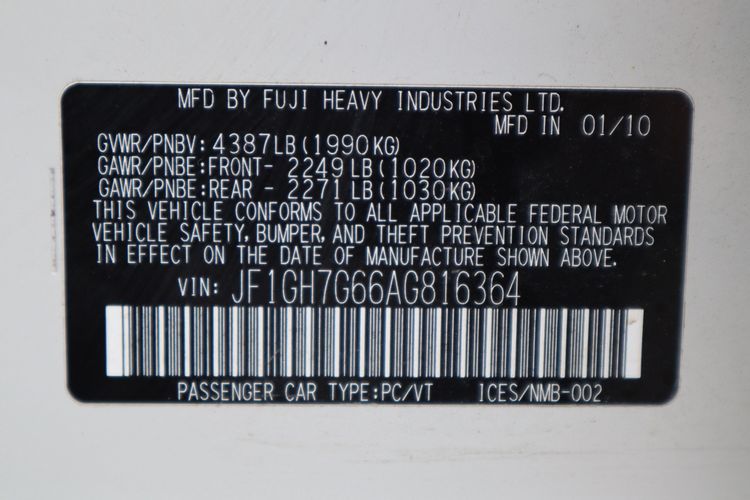 MFD BY FUJI HEAVY INDUSTRIES LTD.
MFD IN 01/10
GVWR/PNBV: 4387LB(1990KG)
GAWR/PNBE:FRONT- 2249LB(1020KG)
GAWR/PNBE:REAR - 2271LB(1030KG)
THIS VEHICLE CONFORMS TO ALL APPLICABLE FEDERAL MOTOR
VEHICLE SAFETY, BUMPER, AND THEFT PREVENTION STANDARDS
IN EFFECT ON THE DATE OF MANUFACTURE SHOWN ABOVE.
VIN: JF1GH7G66AG816364
PASSENGER CAR TYPE:PC/VT ICES/NMB-002